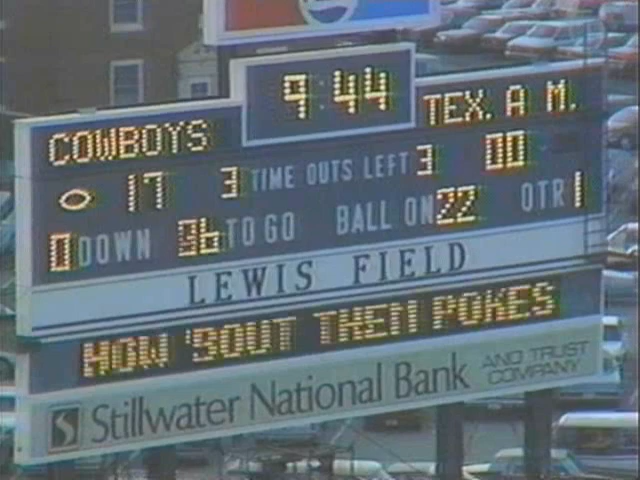 9:44
COWBOYS TEX. A M.
17 3 TIME OUTS LEFT 3 00
0 DOWN 96 TO GO BALL ON 22 QTR 1
LEWIS FIELD
HOW 'BOUT THEM POKES
S Stillwater National Bank AND TRUST COMPANY